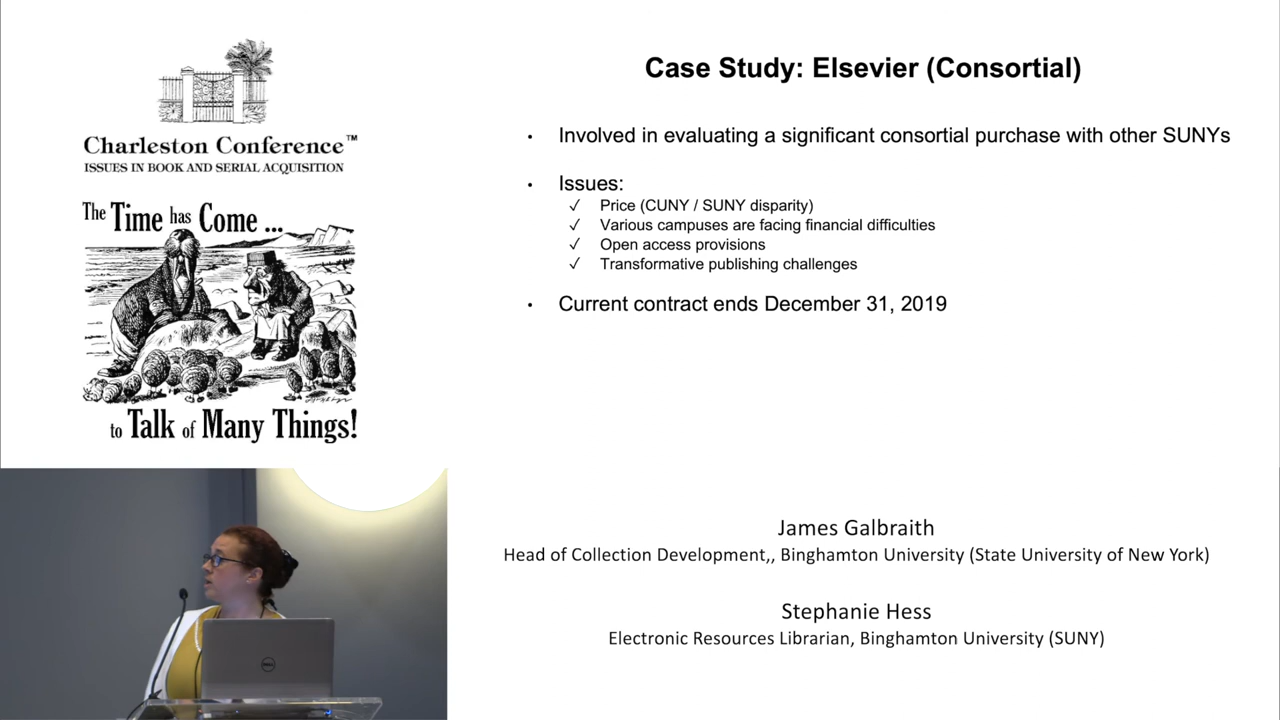 Charleston Conference™
ISSUES IN BOOK AND SERIAL ACQUISITION
The Time has Come ...
to Talk of Many Things!
Case Study: Elsevier (Consortial)
• Involved in evaluating a significant consortial purchase with other SUNYs
• Issues:
✓ Price (CUNY / SUNY disparity)
✓ Various campuses are facing financial difficulties
✓ Open access provisions
✓ Transformative publishing challenges
• Current contract ends December 31, 2019
James Galbraith
Head of Collection Development,, Binghamton University (State University of New York)
Stephanie Hess
Electronic Resources Librarian, Binghamton University (SUNY)
DELL